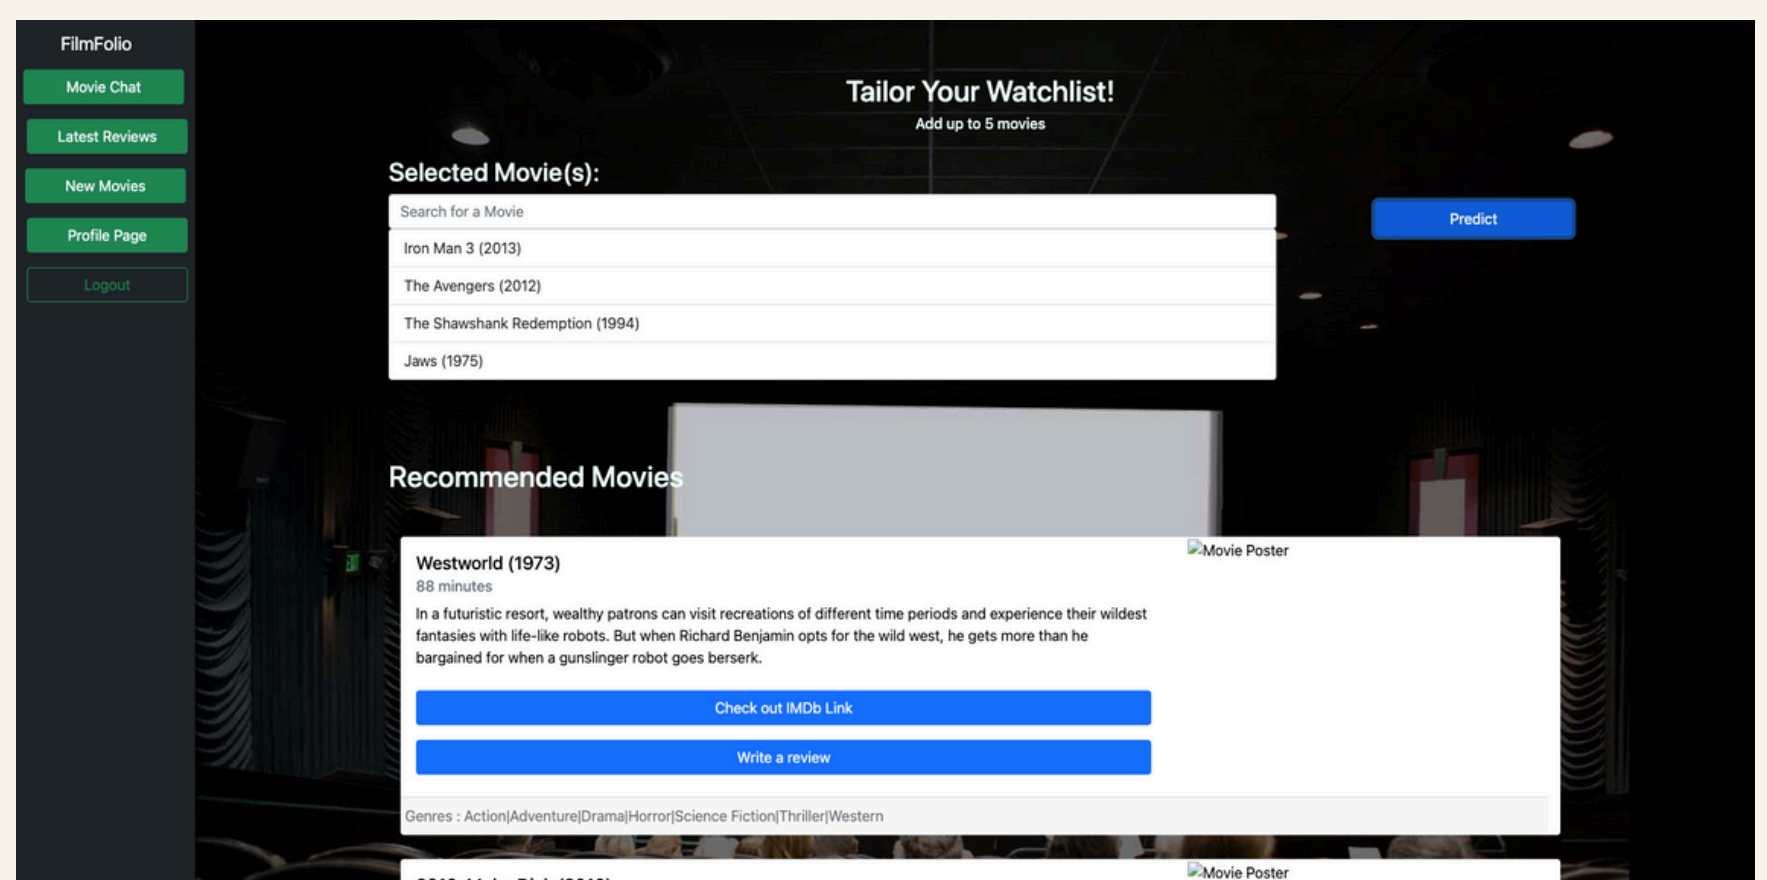 FilmFolio
Movie Chat
Latest Reviews
New Movies
Profile Page
Logout
Tailor Your Watchlist!
Add up to 5 movies
Selected Movie(s):
Search for a Movie
Predict
Iron Man 3 (2013)
The Avengers (2012)
The Shawshank Redemption (1994)
Jaws (1975)
Recommended Movies
Westworld (1973)
88 minutes
In a futuristic resort, wealthy patrons can visit recreations of different time periods and experience their wildest
fantasies with life-like robots. But when Richard Benjamin opts for the wild west, he gets more than he
bargained for when a gunslinger robot goes berserk.
Movie Poster
Check out IMDb Link
Write a review
Genres : Action|Adventure|Drama|Horror|Science Fiction|Thriller|Western
Movie Poster